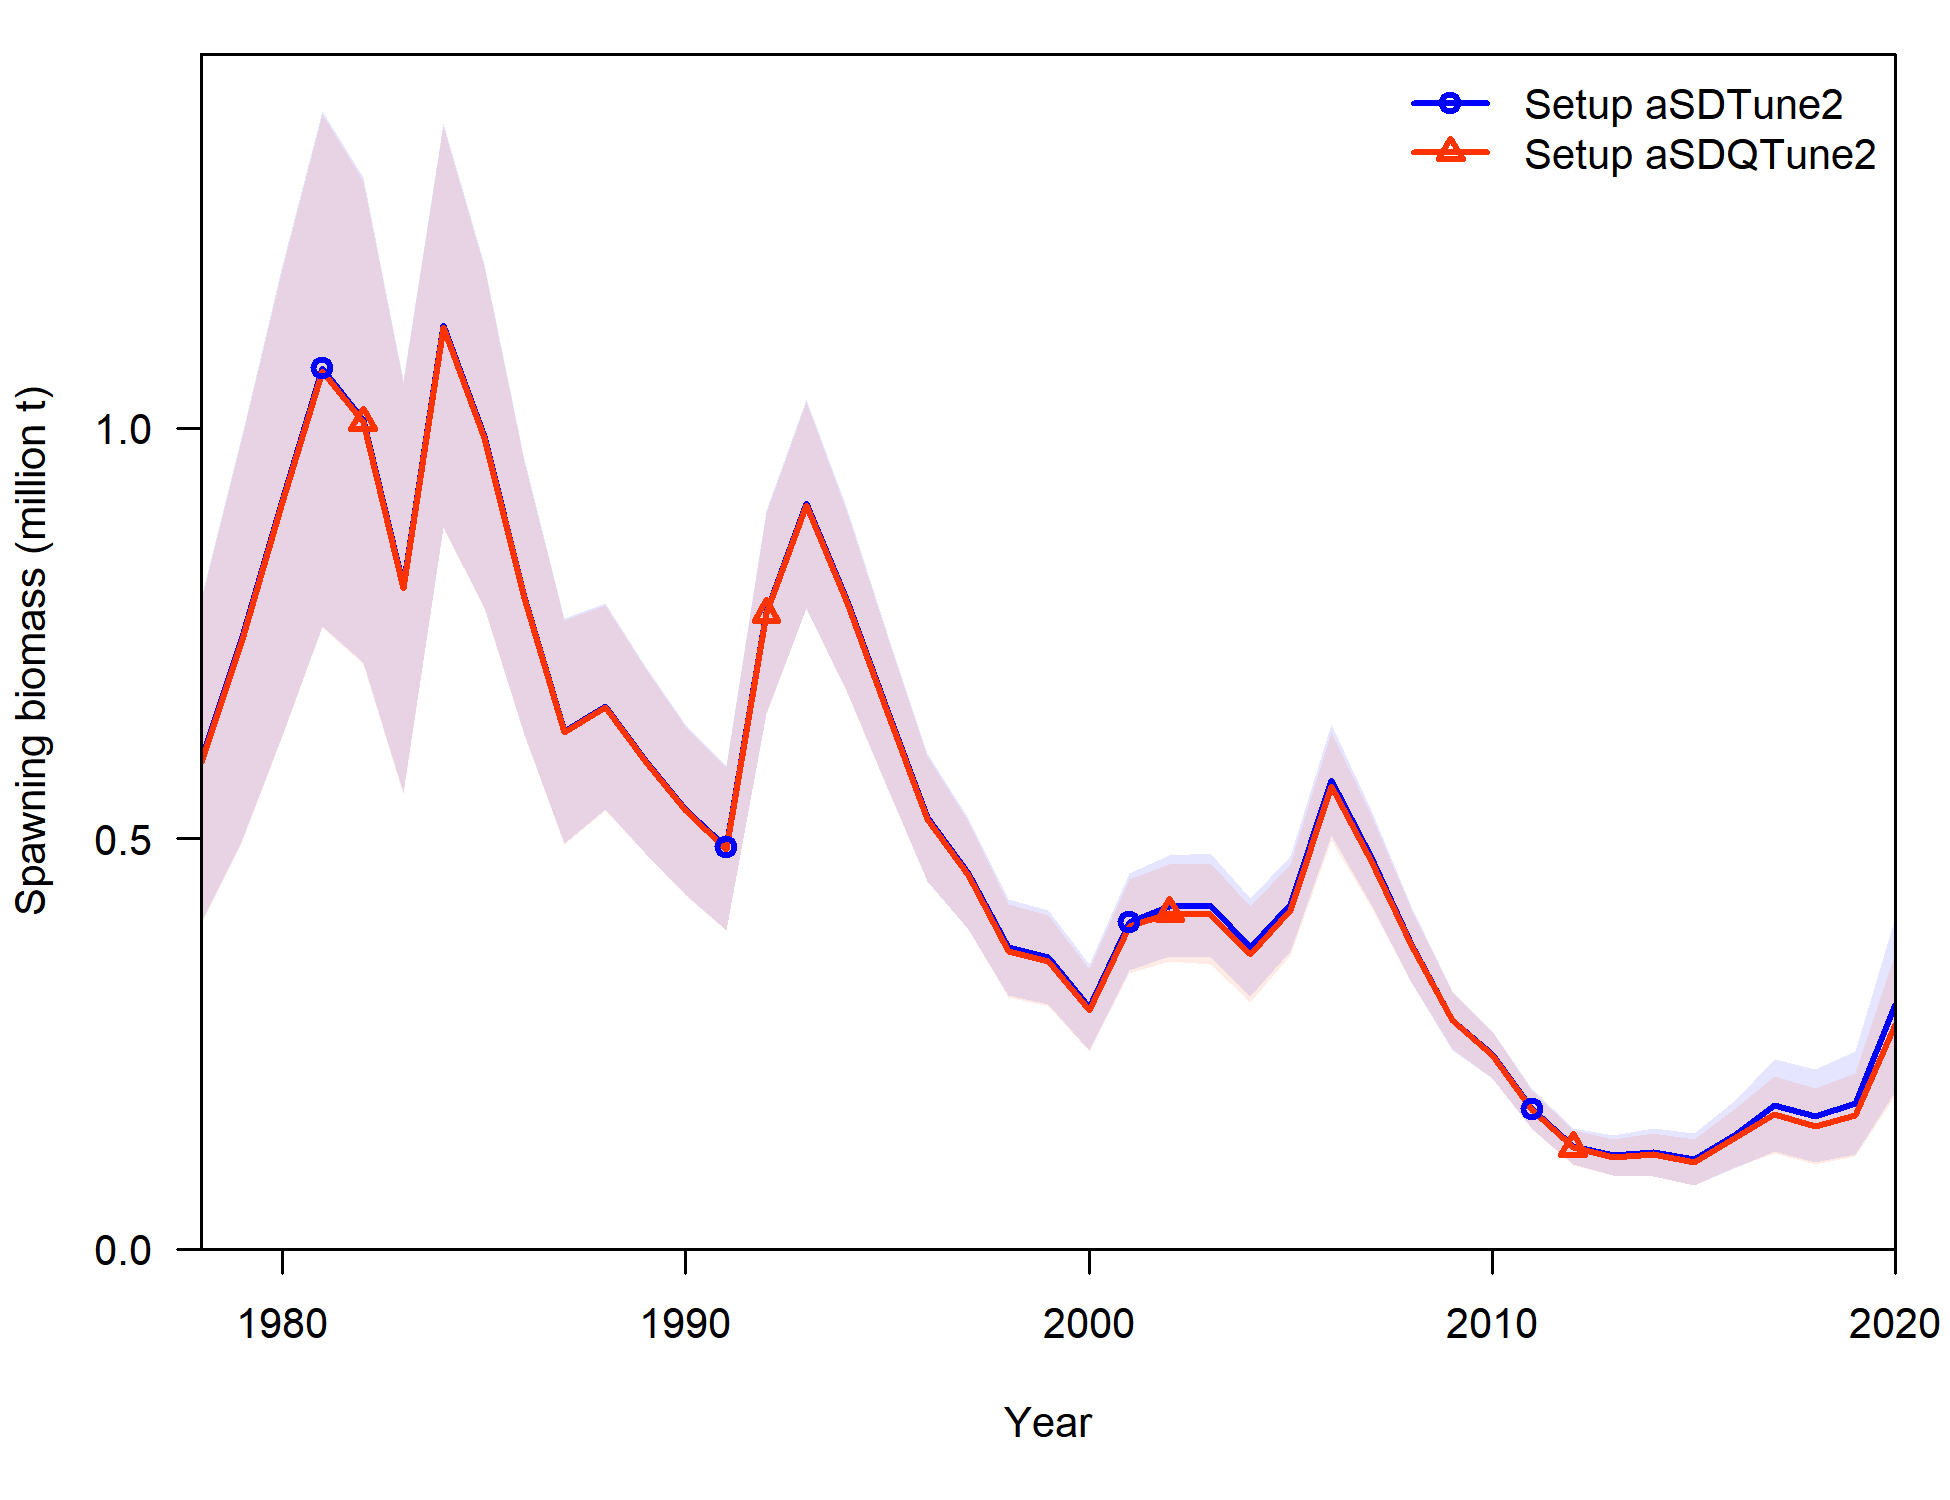 Setup aSDTune2
Setup aSDQTune2
Spawning biomass (million t)
1.0
0.5
0.0
1980 1990 2000 2010 2020
Year